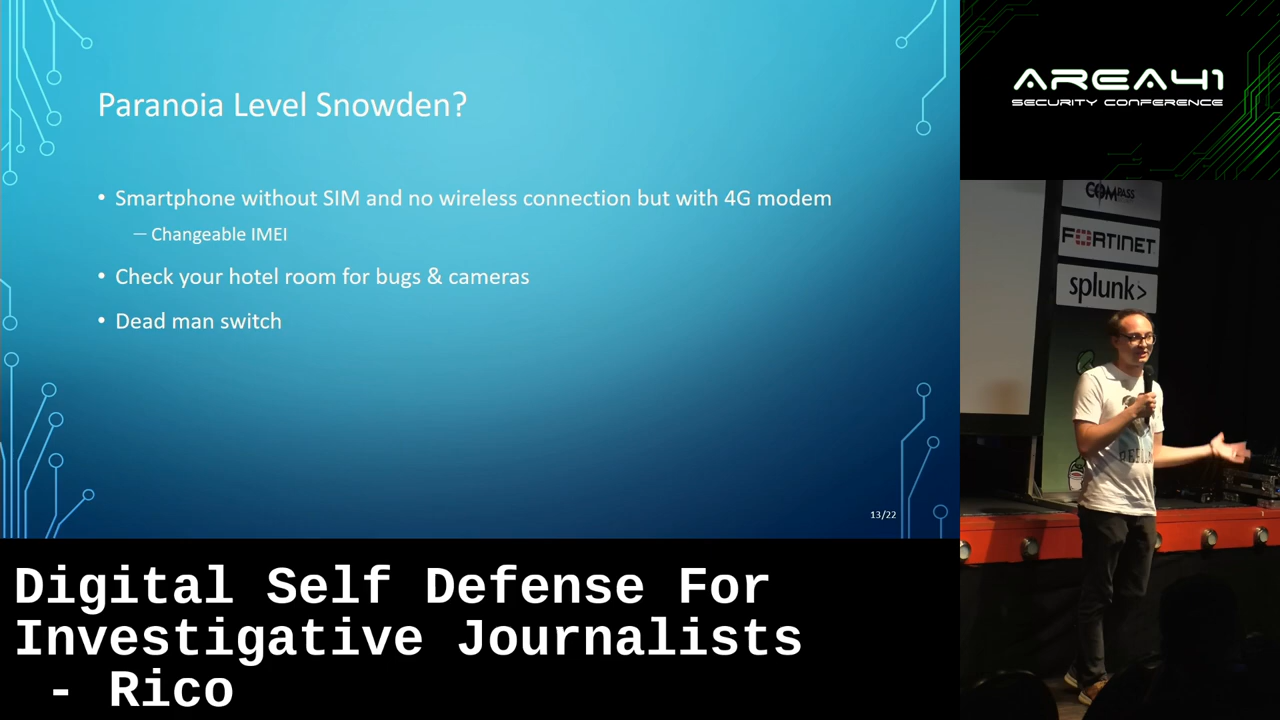 Paranoia Level Snowden?
• Smartphone without SIM and no wireless connection but with 4G modem
– Changeable IMEI
• Check your hotel room for bugs & cameras
• Dead man switch
13/22
AREA41
SECURITY CONFERENCE
COMPASS
FORTINET
splunk>
Digital Self Defense For
Investigative Journalists
- Rico